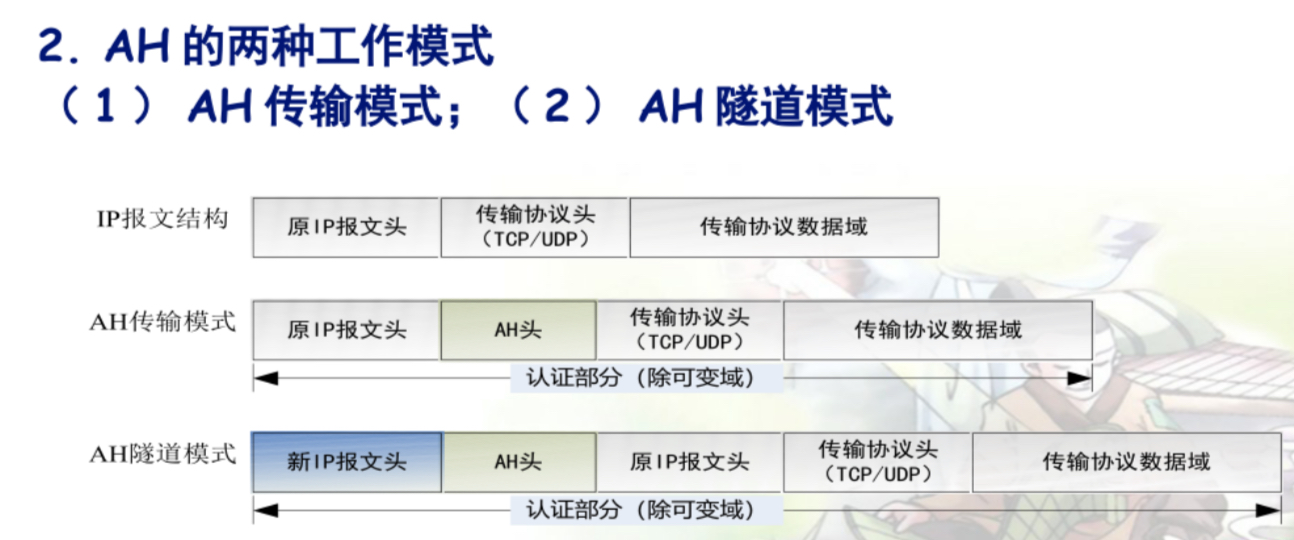 2. AH 的两种工作模式
（1） AH 传输模式；（2） AH 隧道模式
IP报文结构
原IP报文头
传输协议头
（TCP/UDP）
传输协议数据域
AH传输模式
原IP报文头
AH头
传输协议头
（TCP/UDP）
传输协议数据域
认证部分（除可变域）
AH隧道模式
新IP报文头
AH头
原IP报文头
传输协议头
（TCP/UDP）
传输协议数据域
认证部分（除可变域）